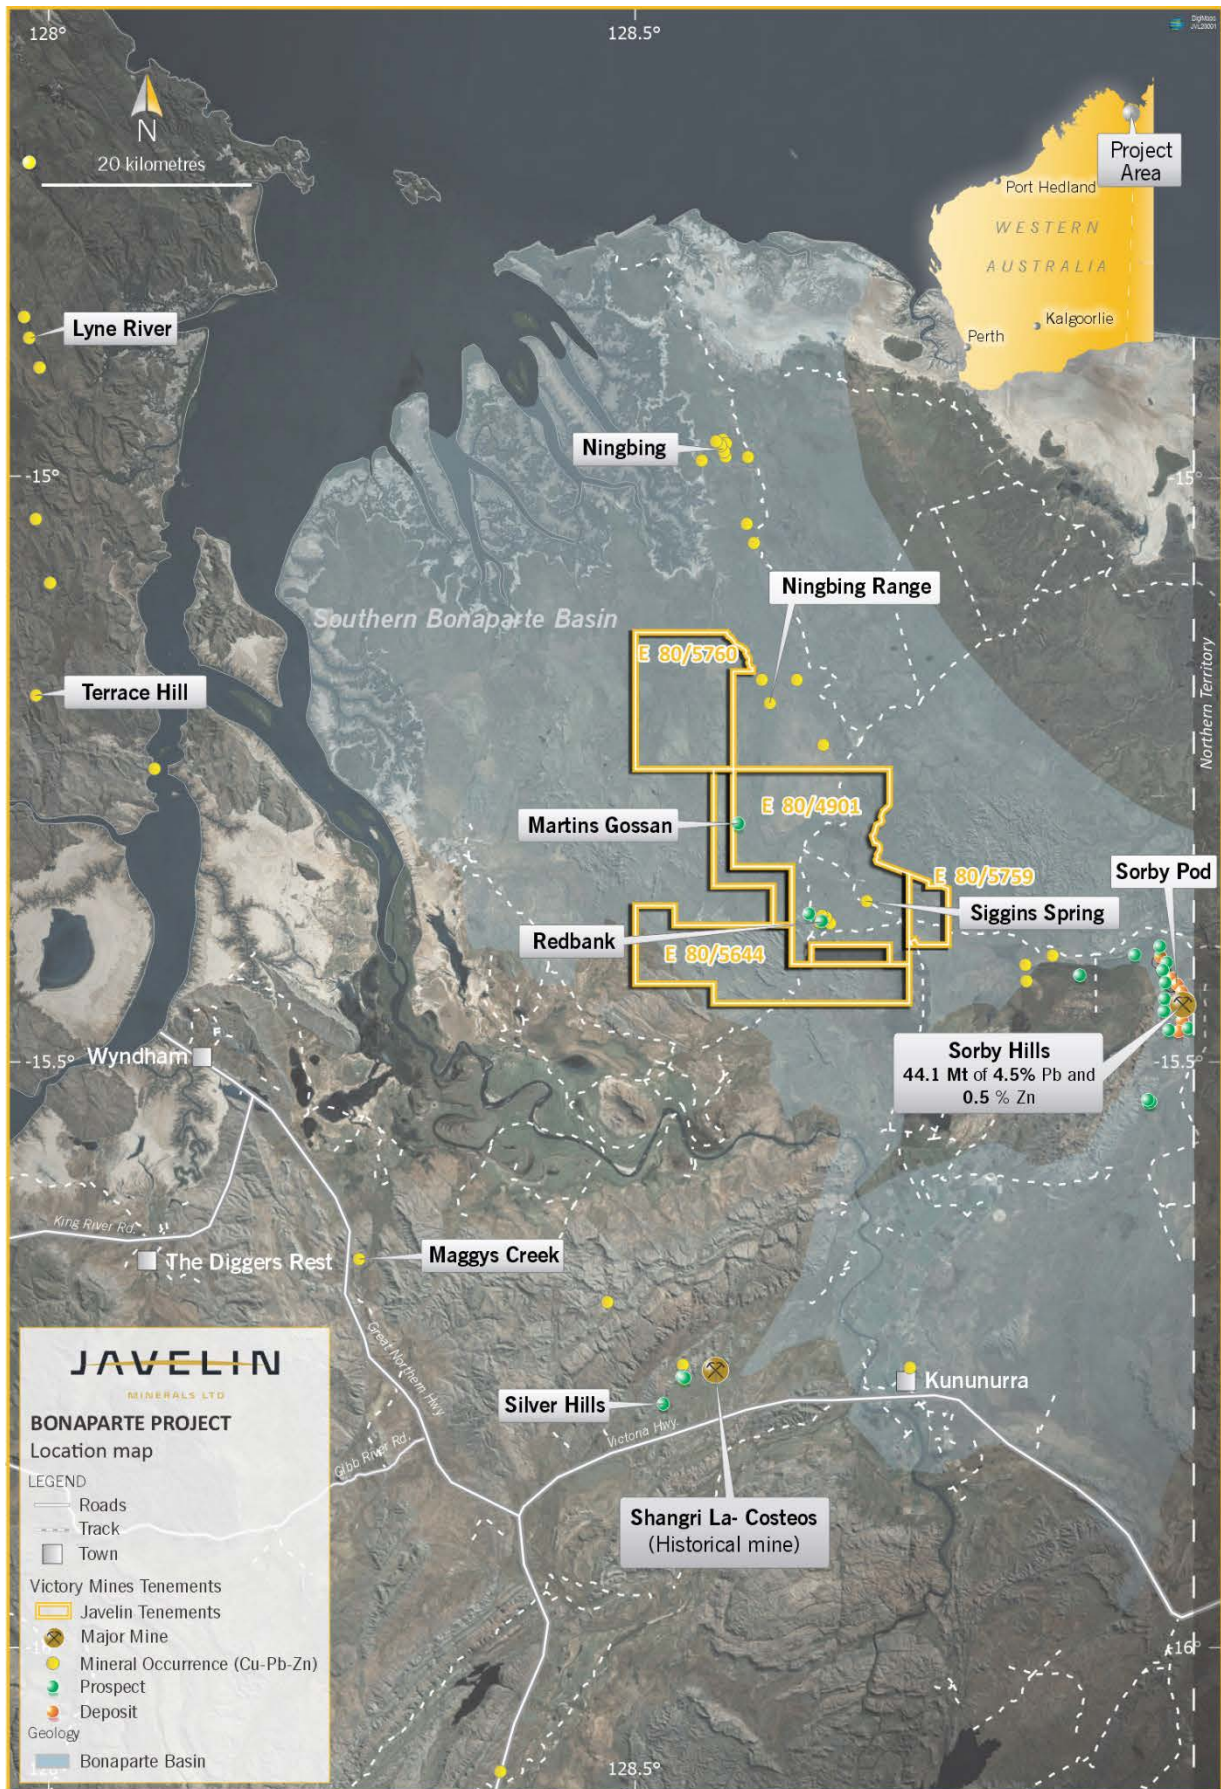 128°
128.5°
DigiMaps
N
20 kilometres
Project
Area
Port Hedland
WESTERN
AUSTRALIA
Kalgoorlie
Perth
Lyne River
Ningbing
-15°
-15°
Ningbing Range
Southern Bonaparte Basin
E 80/5760
Terrace Hill
Northern Territory
E 80/4901
Martins Gossan
Sorby Pod
E 80/5759
Siggins Spring
Redbank
E 80/5644
Sorby Hills
44.1 Mt of 4.5% Pb and
0.5 % Zn
Wyndham
-15.5°
-15.5°
King River Rd.
The Diggers Rest
Maggys Creek
Great Northern Hwy
Kununurra
Silver Hills
Victoria Hwy
Gibb River Rd.
Shangri La- Costeos
(Historical mine)
JAVELIN
MINERALS LTD
BONAPARTE PROJECT
Location map
LEGEND
Roads
Track
Town
Victory Mines Tenements
Javelin Tenements
Major Mine
Mineral Occurrence (Cu-Pb-Zn)
Prospect
Deposit
Geology
Bonaparte Basin
-16°
128.5°